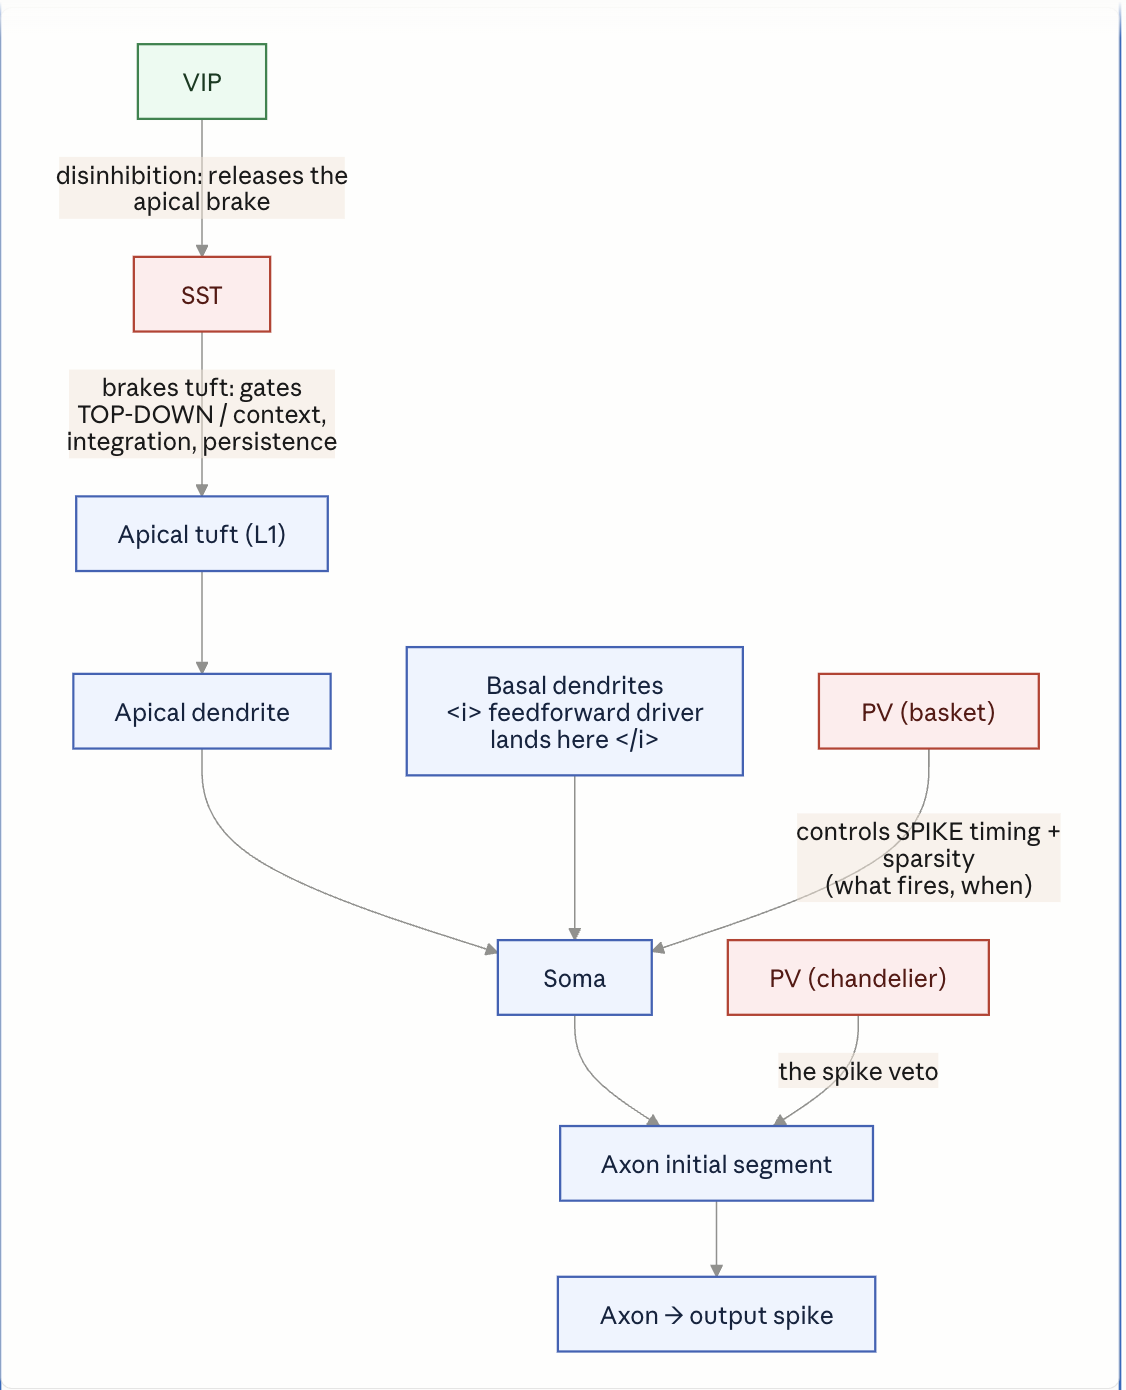 VIP
disinhibition: releases the
apical brake
SST
brakes tuft: gates
TOP-DOWN / context,
integration, persistence
Apical tuft (L1)
Apical dendrite
Basal dendrites
<i> feedforward driver
lands here </i>
PV (basket)
controls SPIKE timing +
sparsity
(what fires, when)
Soma
PV (chandelier)
the spike veto
Axon initial segment
Axon → output spike